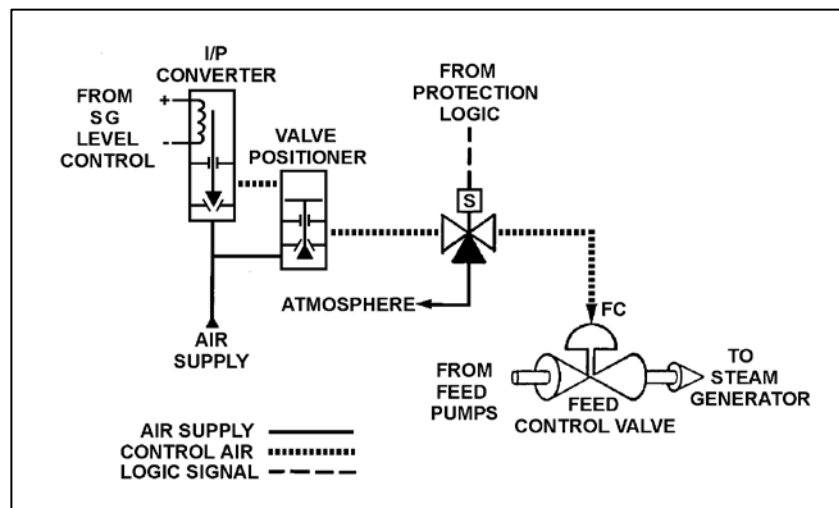 I/P
CONVERTER
FROM
SG
LEVEL
CONTROL
+
-
VALVE
POSITIONER
FROM
PROTECTION
LOGIC
S
ATMOSPHERE
AIR
SUPPLY
FC
FROM
FEED
PUMPS
FEED
CONTROL VALVE
TO
STEAM
GENERATOR
AIR SUPPLY
CONTROL AIR
LOGIC SIGNAL